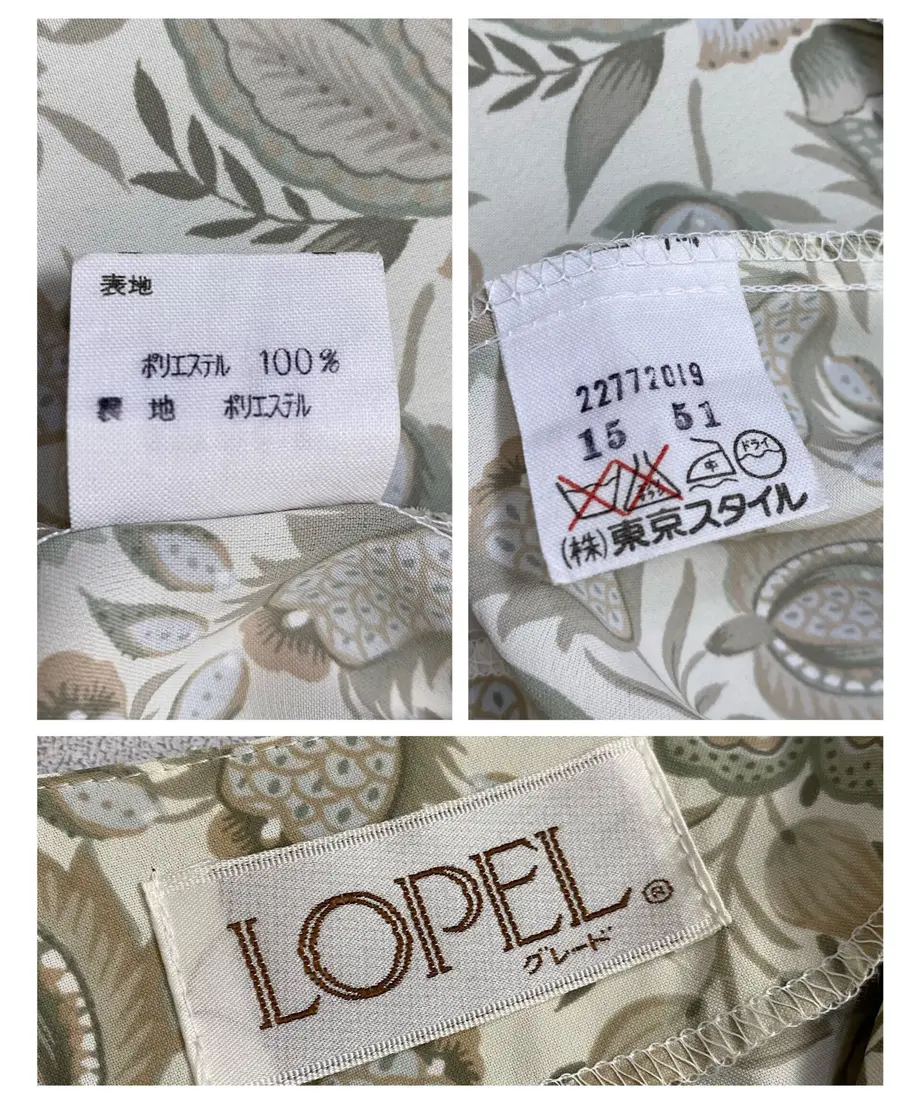 表地
ポリエステル 100%
裏 地 ポリエステル
22772019
15 51
中
ドライ
(株)東京スタイル
LOPEL®
グレード